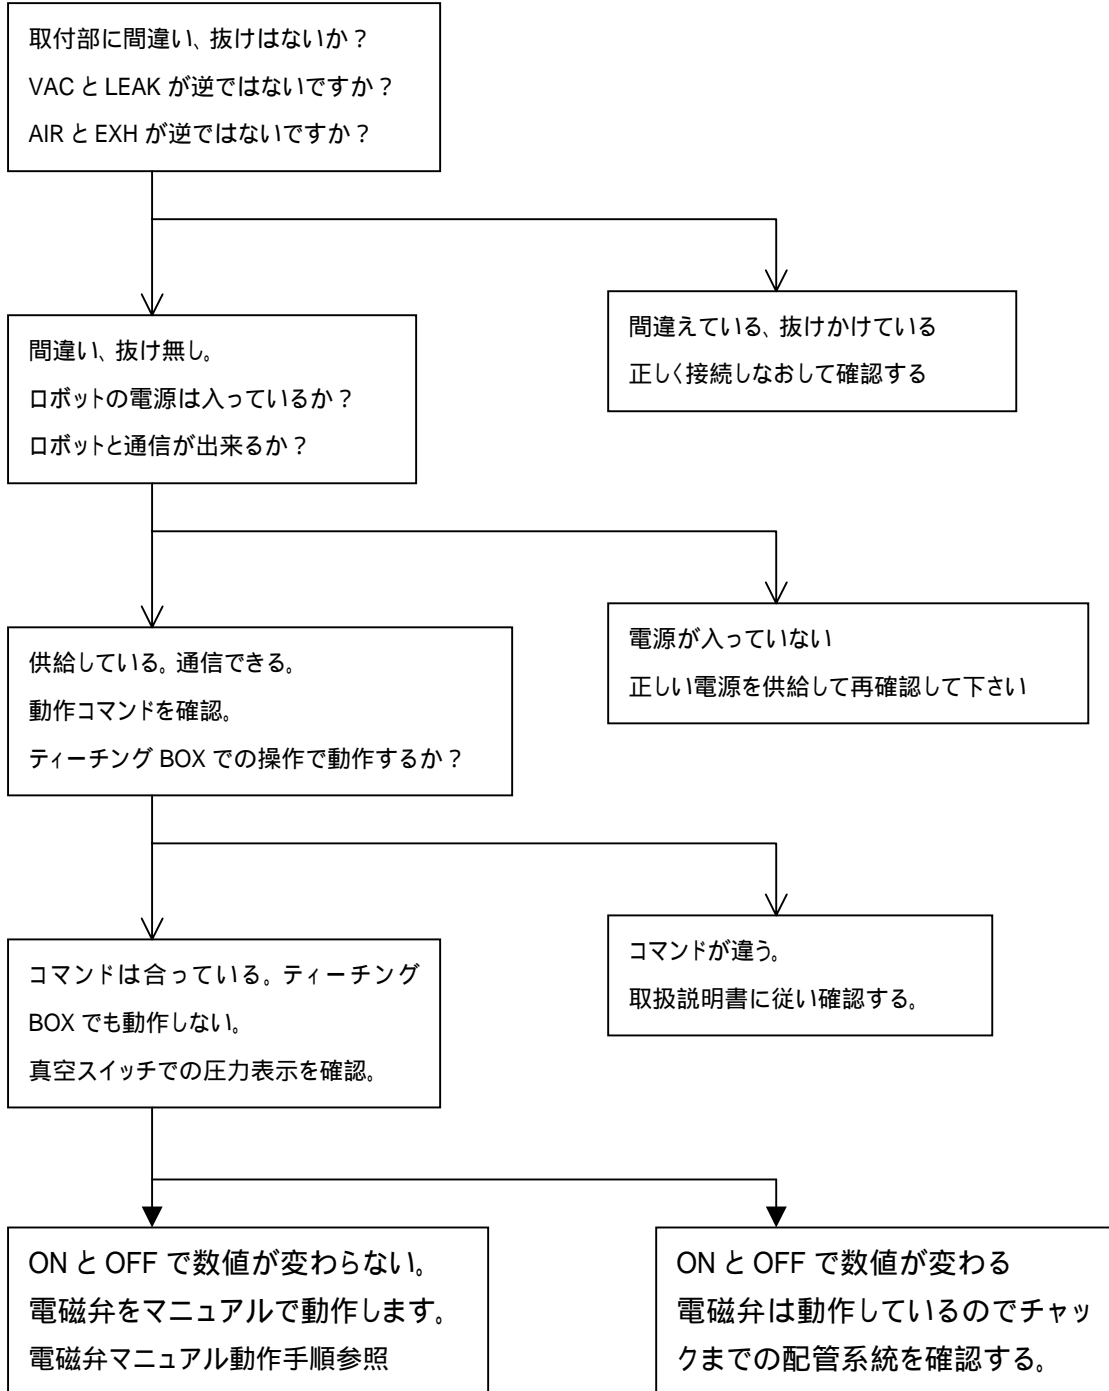 取付部に間違い、抜けはないか？
VAC と LEAK が逆ではないですか？
AIR と EXH が逆ではないですか？
間違えている、抜けかけている
正しく接続しなおして確認する
間違い、抜け無し。
ロボットの電源は入っているか？
ロボットと通信が出来るか？
電源が入っていない
正しい電源を供給して再確認して下さい
供給している。通信できる。
動作コマンドを確認。
ティーチング BOX での操作で動作するか？
コマンドが違う。
取扱説明書に従い確認する。
コマンドは合っている。ティーチング
BOX でも動作しない。
真空スイッチでの圧力表示を確認。
ON と OFF で数値が変わらない。
電磁弁をマニュアルで動作します。
電磁弁マニュアル動作手順参照
ON と OFF で数値が変わる
電磁弁は動作しているのでチャッ
クまでの配管系統を確認する。